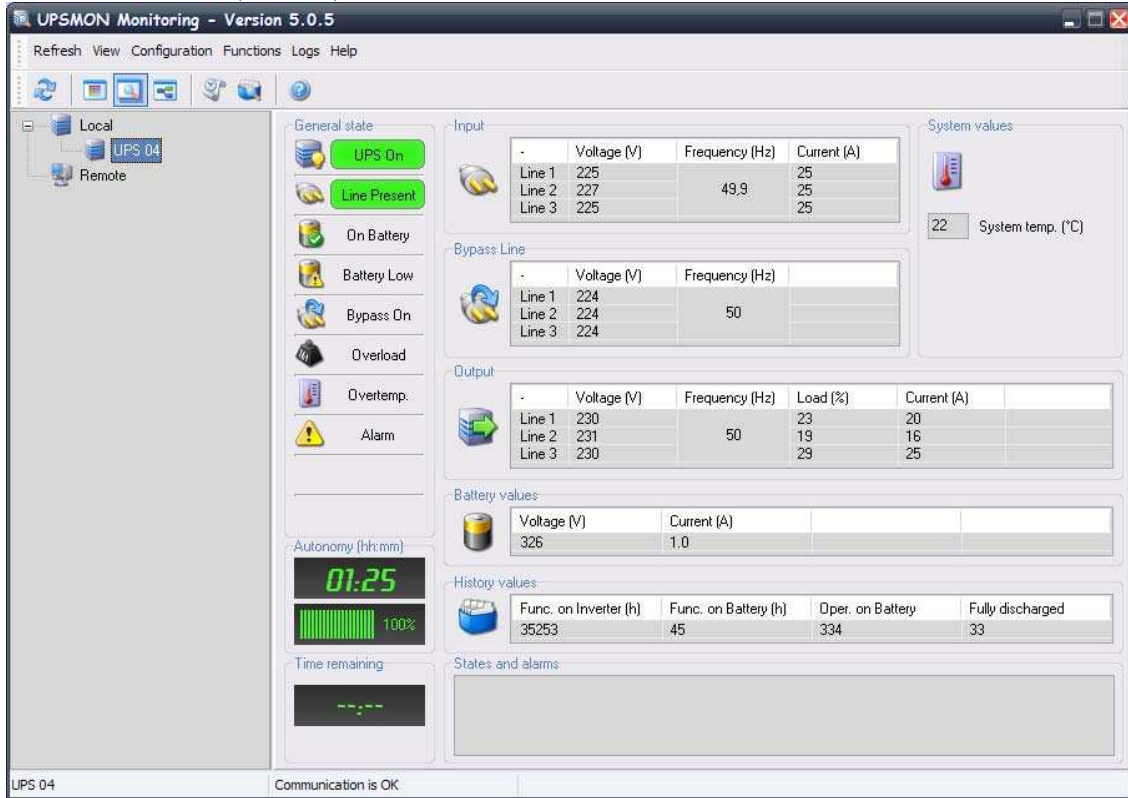 UPSMON Monitoring - Version 5.0.5
Refresh View Configuration Functions Logs Help
Local
UPS 04
Remote
General state
UPS On
Line Present
On Battery
Battery Low
Bypass On
Overload
Overtemp.
Alarm
Autonomy (hh:mm)
01:25
100%
Time remaining
--:--
Input
- Voltage (V) Frequency (Hz) Current (A)
Line 1 225 25
Line 2 227 49,9 25
Line 3 225 25
Bypass Line
- Voltage (V) Frequency (Hz)
Line 1 224
Line 2 224 50
Line 3 224
Output
- Voltage (V) Frequency (Hz) Load (%) Current (A)
Line 1 230 23 20
Line 2 231 50 19 16
Line 3 230 29 25
Battery values
Voltage (V) Current (A)
326 1.0
History values
Func. on Inverter (h) Func. on Battery (h) Oper. on Battery Fully discharged
35253 45 334 33
States and alarms
System values
22 System temp. (°C)
UPS 04 Communication is OK